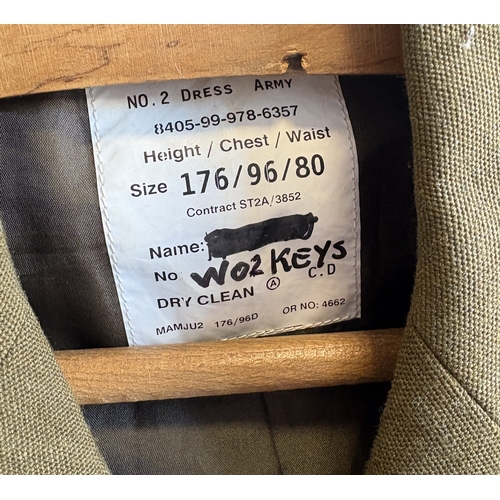 NO. 2 DRESS ARMY
8405-99-978-6357
Height / Chest / Waist
Size 176/96/80
Contract ST2A/3852
Name:
No WO2 KEYS
C.D
DRY CLEAN Ⓐ
MAMJU2 176/96D OR NO: 4662